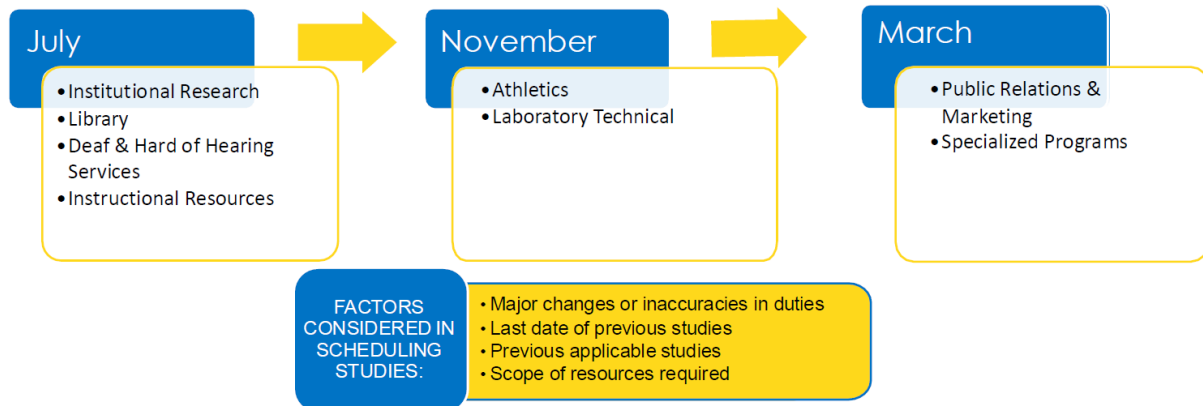 July
•Institutional Research
•Library
•Deaf & Hard of Hearing
Services
•Instructional Resources
November
•Athletics
•Laboratory Technical
March
•Public Relations &
Marketing
•Specialized Programs
FACTORS
CONSIDERED IN
SCHEDULING
STUDIES:
• Major changes or inaccuracies in duties
• Last date of previous studies
• Previous applicable studies
• Scope of resources required